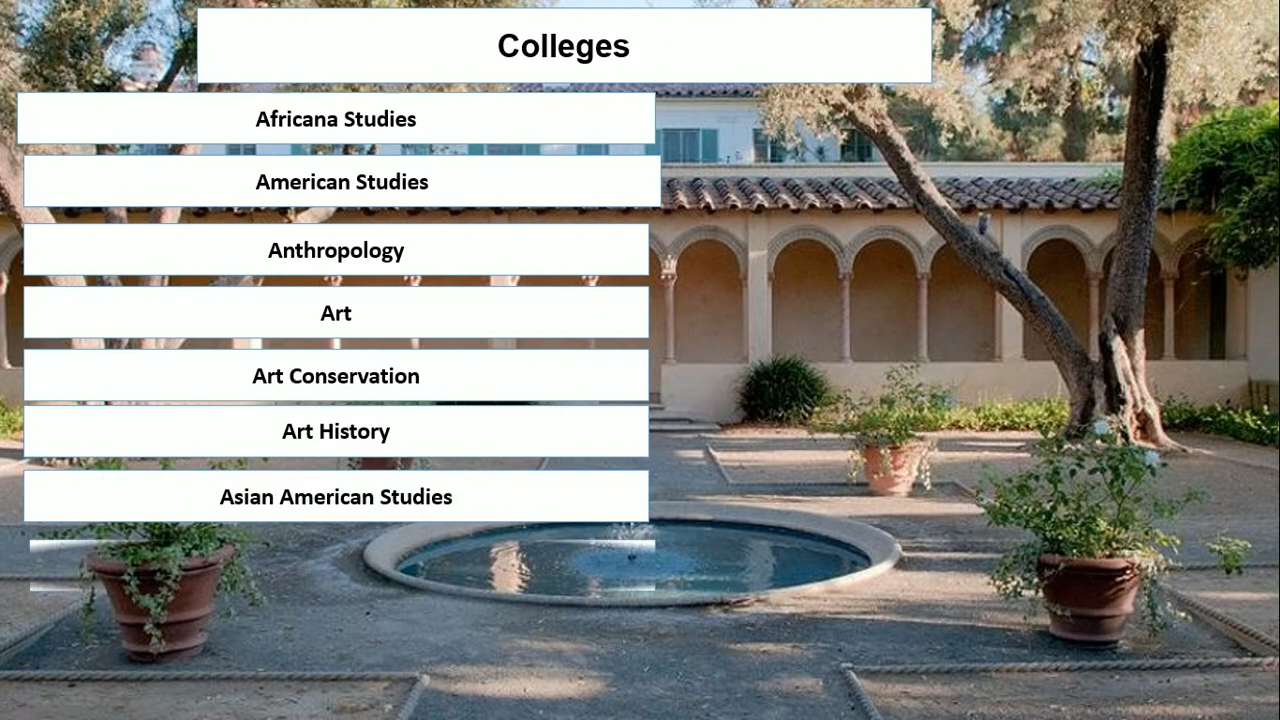 Colleges
Africana Studies
American Studies
Anthropology
Art
Art Conservation
Art History
Asian American Studies